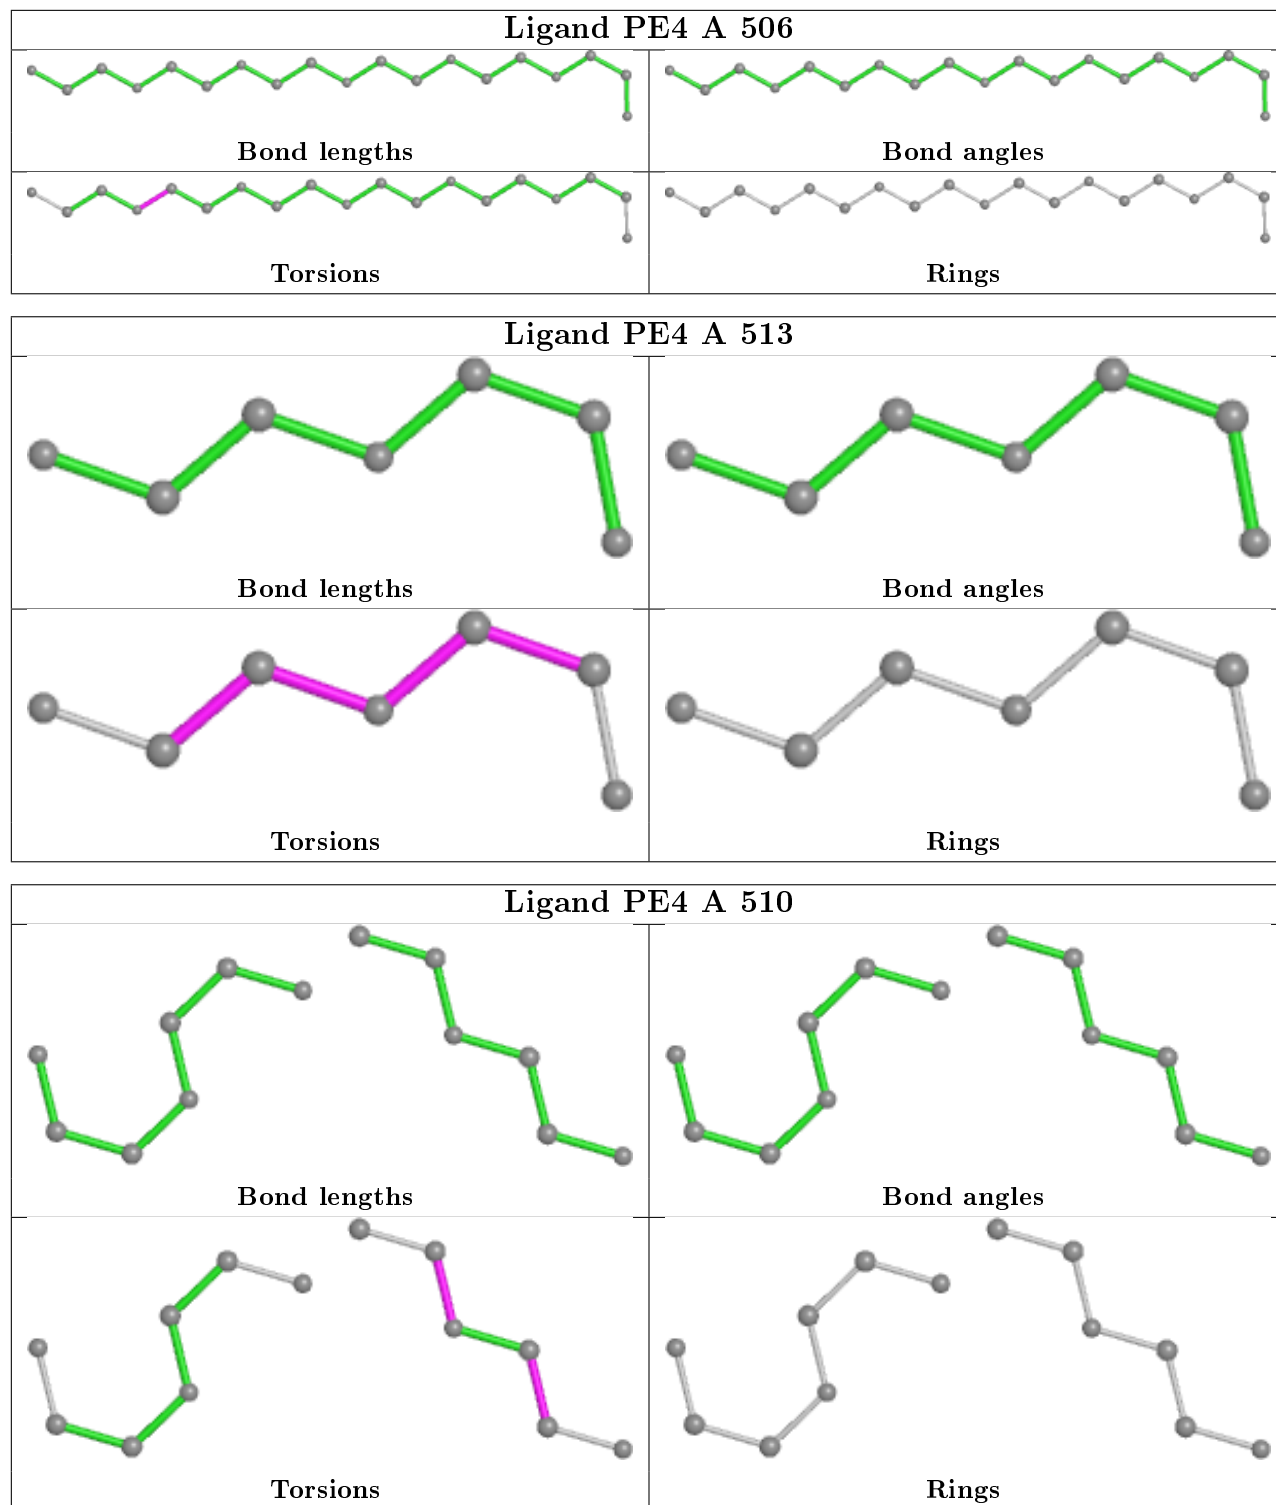 Ligand PE4 A 506
Bond lengths
Bond angles
Torsions
Rings
Ligand PE4 A 513
Bond lengths
Bond angles
Torsions
Rings
Ligand PE4 A 510
Bond lengths
Bond angles
Torsions
Rings